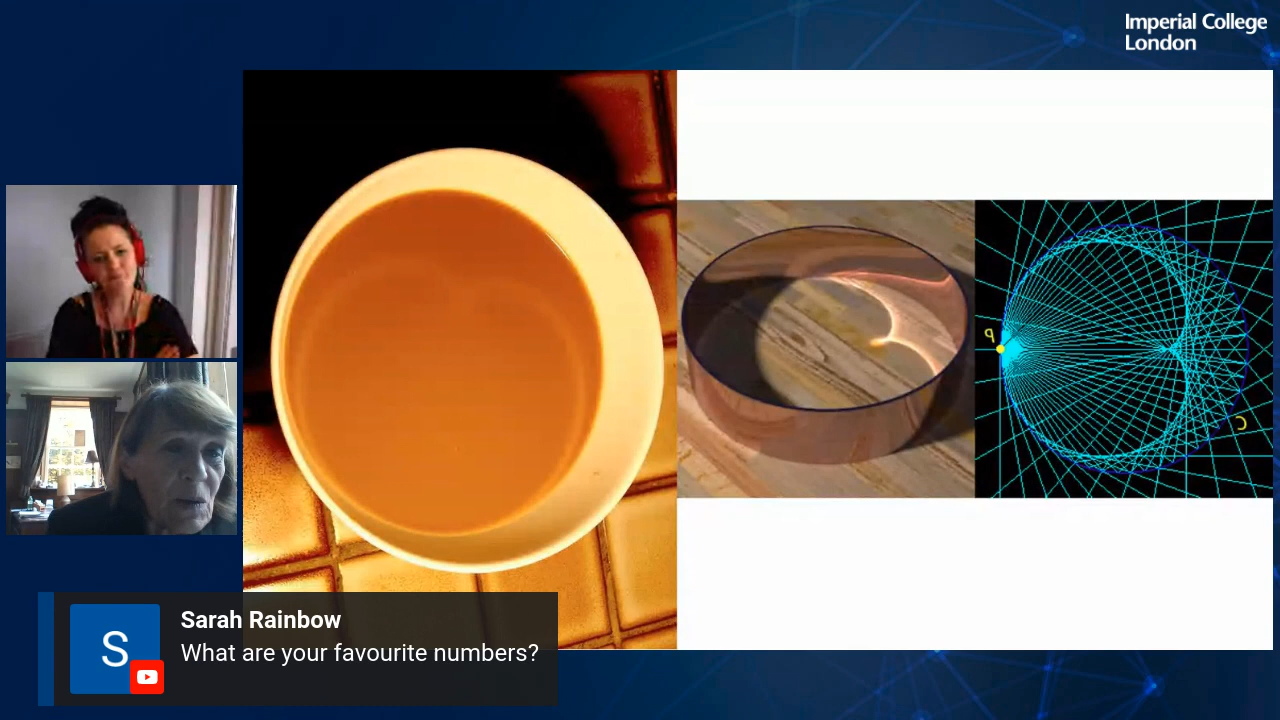 Imperial College
London
P
C
S
Sarah Rainbow
What are your favourite numbers?